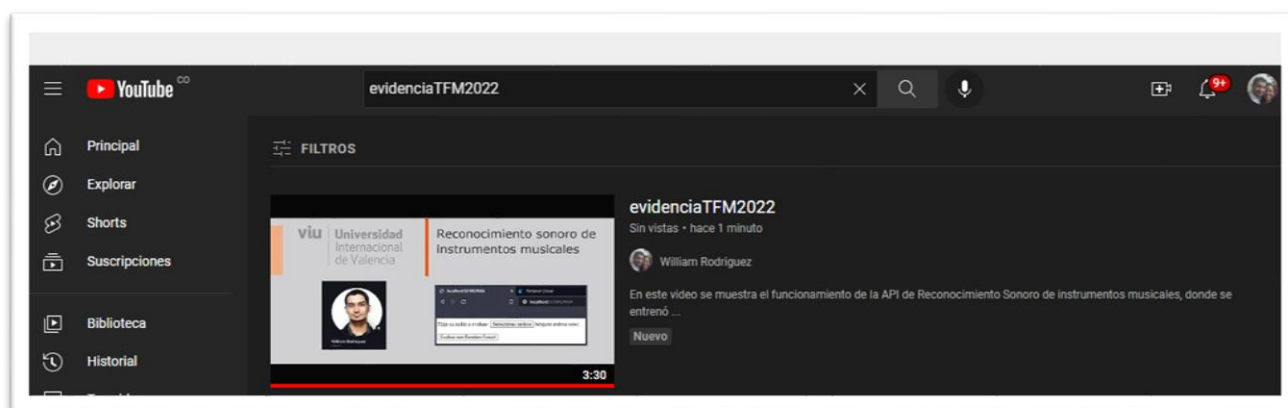 YouTube CO
evidenciaTFM2022
9+
Principal
Explorar
Shorts
Suscripciones
Biblioteca
Historial
FILTROS
viu Universidad
Internacional
de Valencia
Reconocimiento sonoro de
instrumentos musicales
William Rodriguez
3:30
evidenciaTFM2022
Sin vistas • hace 1 minuto
William Rodriguez
En este video se muestra el funcionamiento de la API de Reconocimiento Sonoro de instrumentos musicales, donde se
entrenó ...
Nuevo